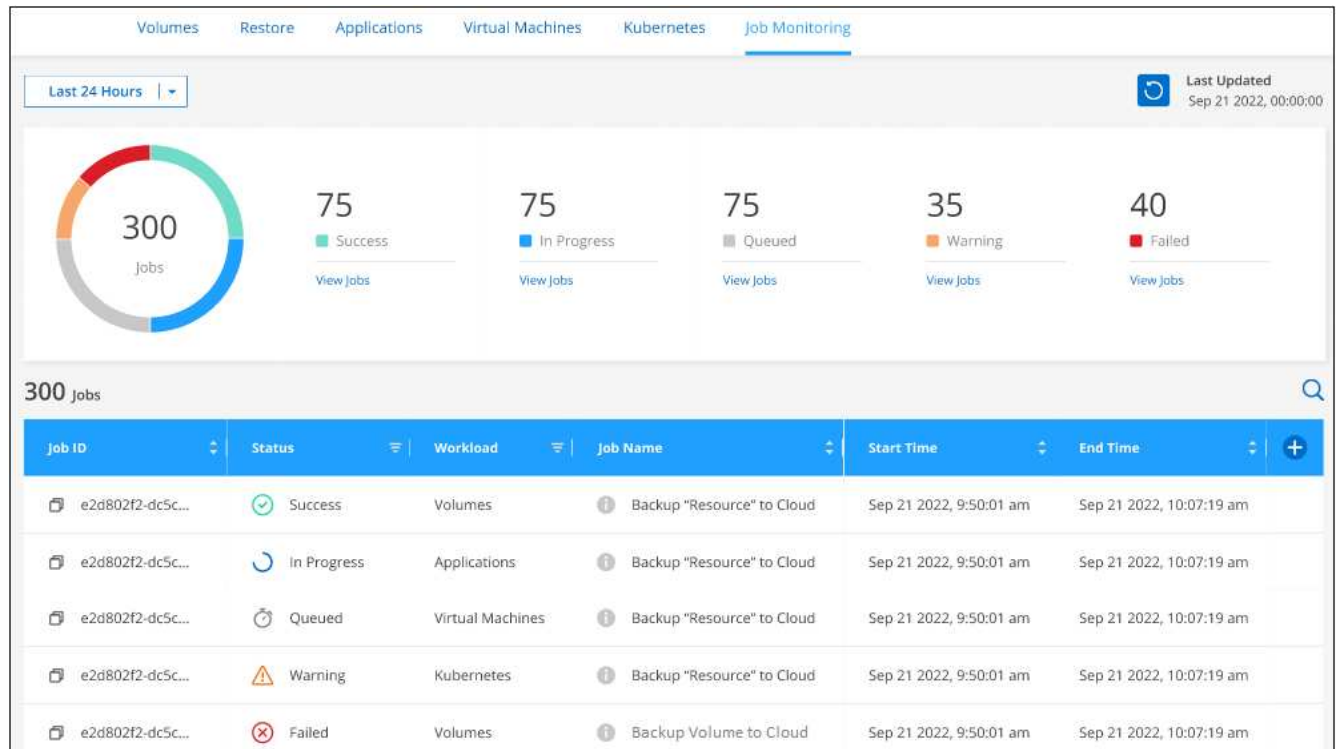 Volumes Restore Applications Virtual Machines Kubernetes Job Monitoring
Last 24 Hours
Last Updated
Sep 21 2022, 00:00:00
300
Jobs
75 75 75 35 40
Success In Progress Queued Warning Failed
View Jobs View Jobs View Jobs View Jobs View Jobs
300 Jobs
Job ID Status Workload Job Name Start Time End Time
e2d802f2-dc5c... Success Volumes Backup “Resource” to Cloud Sep 21 2022, 9:50:01 am Sep 21 2022, 10:07:19 am
e2d802f2-dc5c... In Progress Applications Backup “Resource” to Cloud Sep 21 2022, 9:50:01 am Sep 21 2022, 10:07:19 am
e2d802f2-dc5c... Queued Virtual Machines Backup “Resource” to Cloud Sep 21 2022, 9:50:01 am Sep 21 2022, 10:07:19 am
e2d802f2-dc5c... Warning Kubernetes Backup “Resource” to Cloud Sep 21 2022, 9:50:01 am Sep 21 2022, 10:07:19 am
e2d802f2-dc5c... Failed Volumes Backup Volume to Cloud Sep 21 2022, 9:50:01 am Sep 21 2022, 10:07:19 am